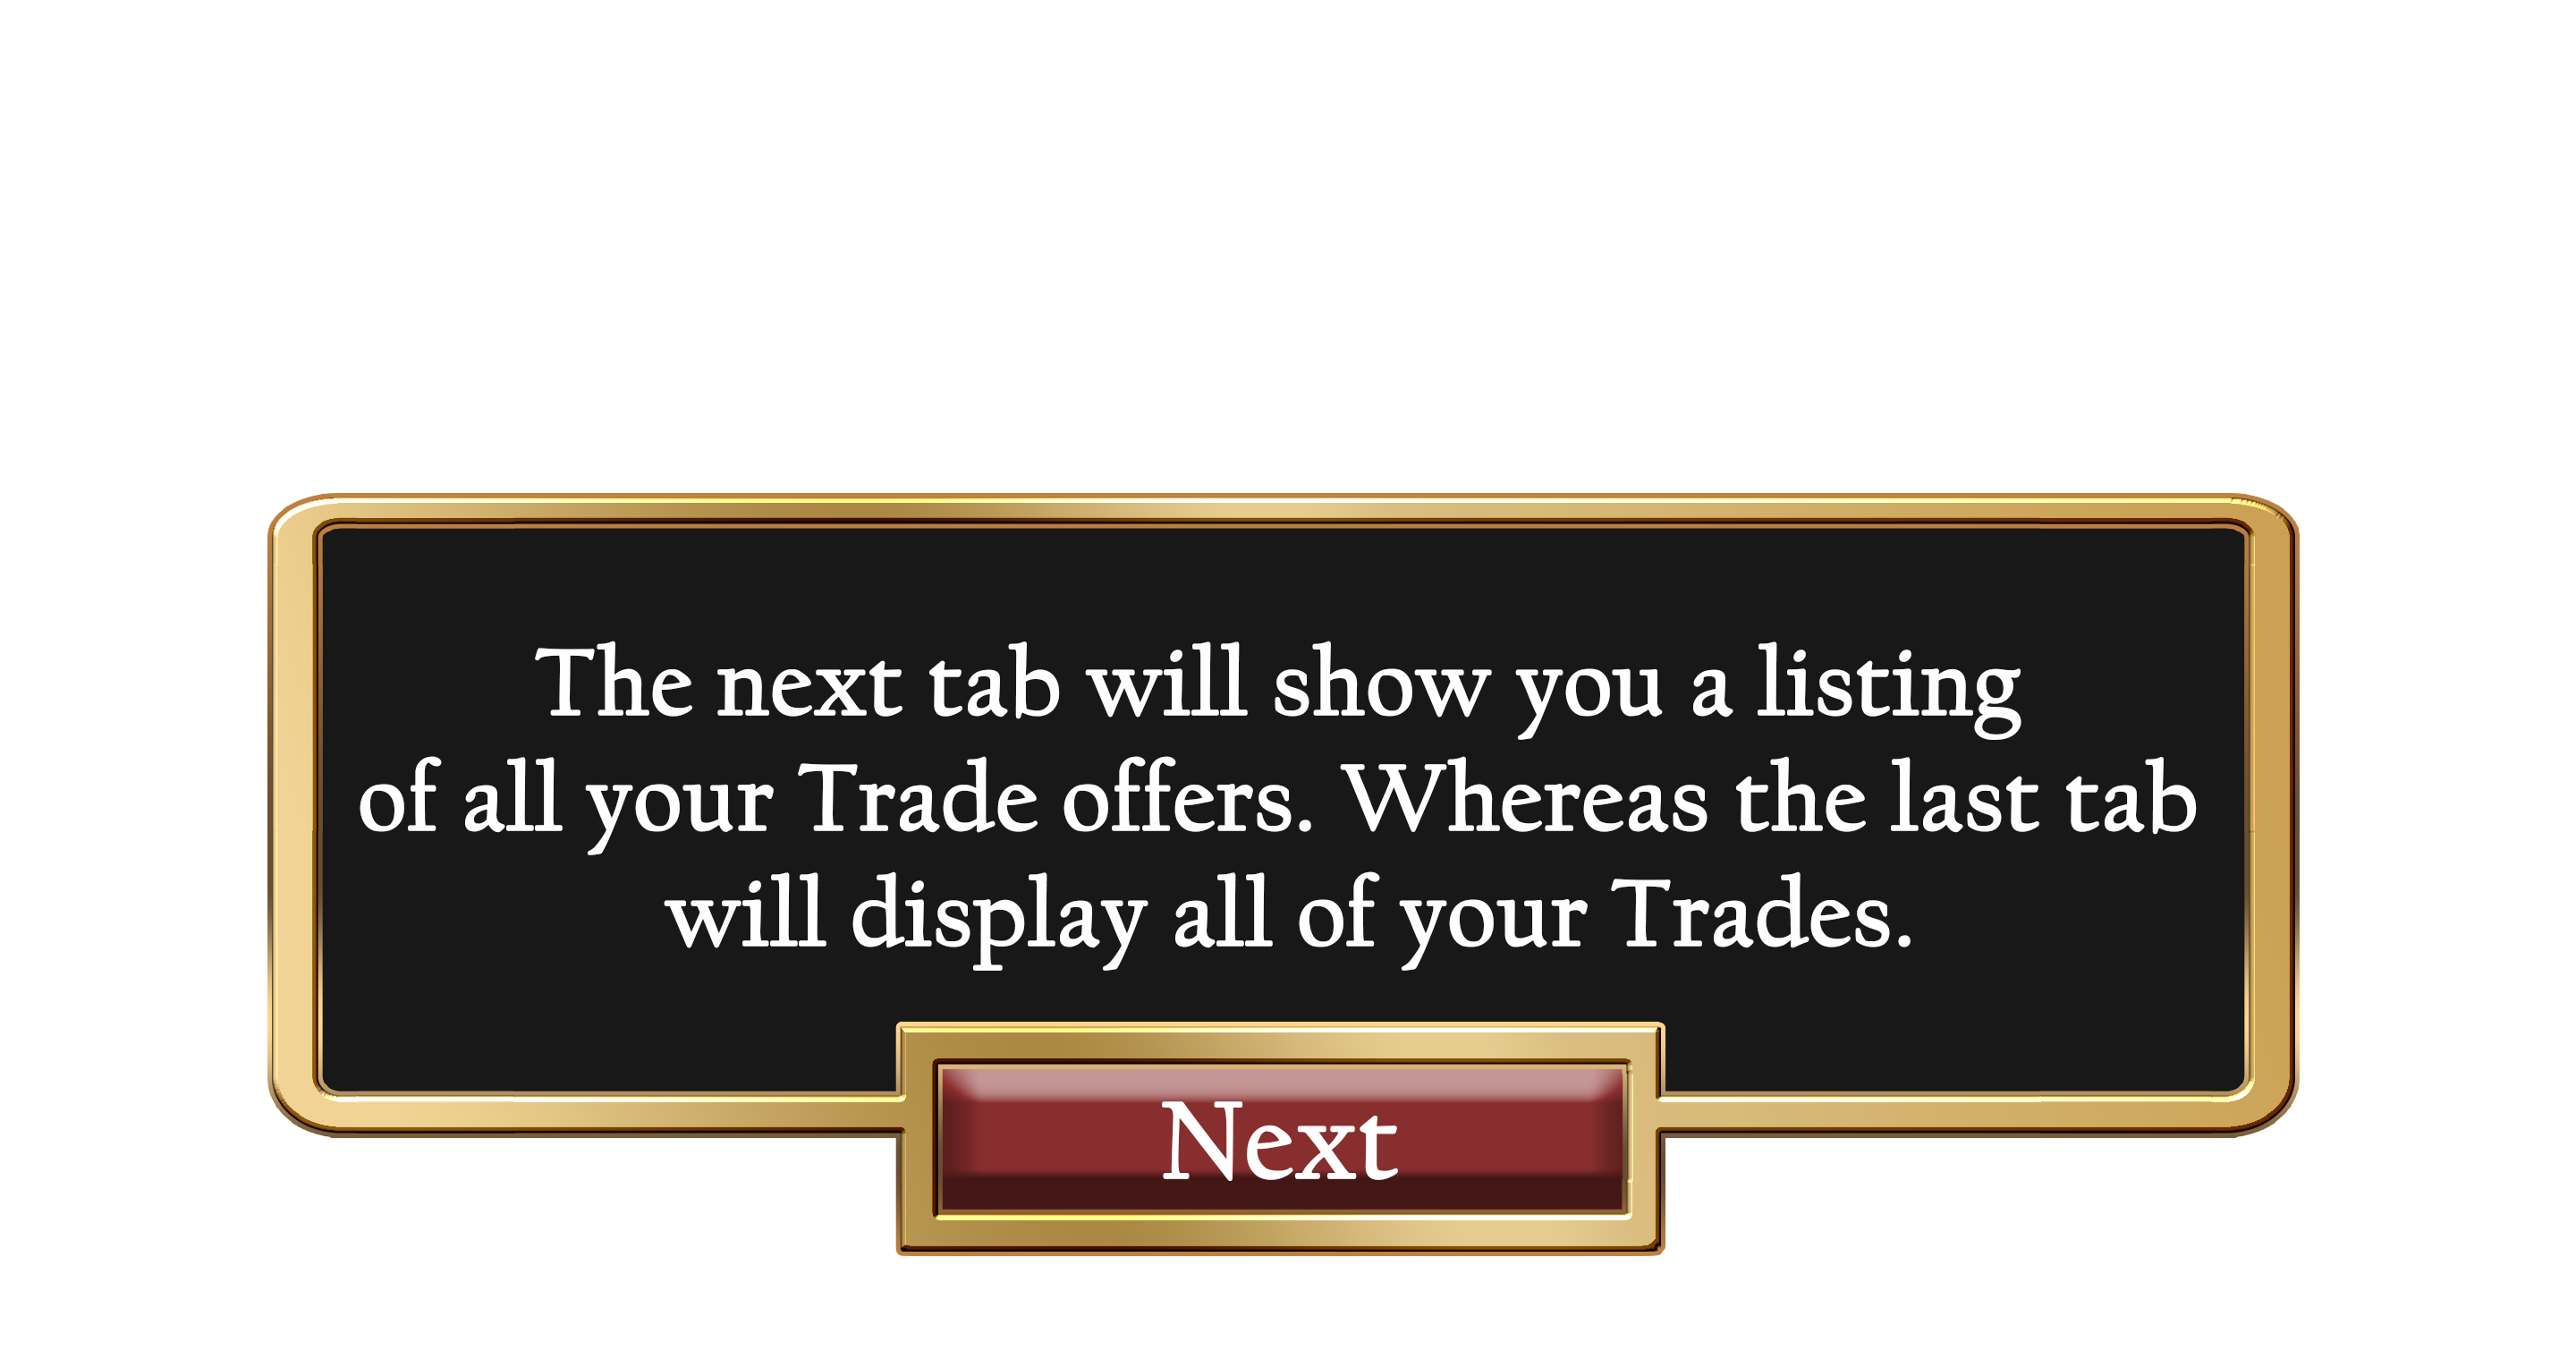 The next tab will show you a listing
of all your Trade offers. Whereas the last tab
will display all of your Trades.
Next